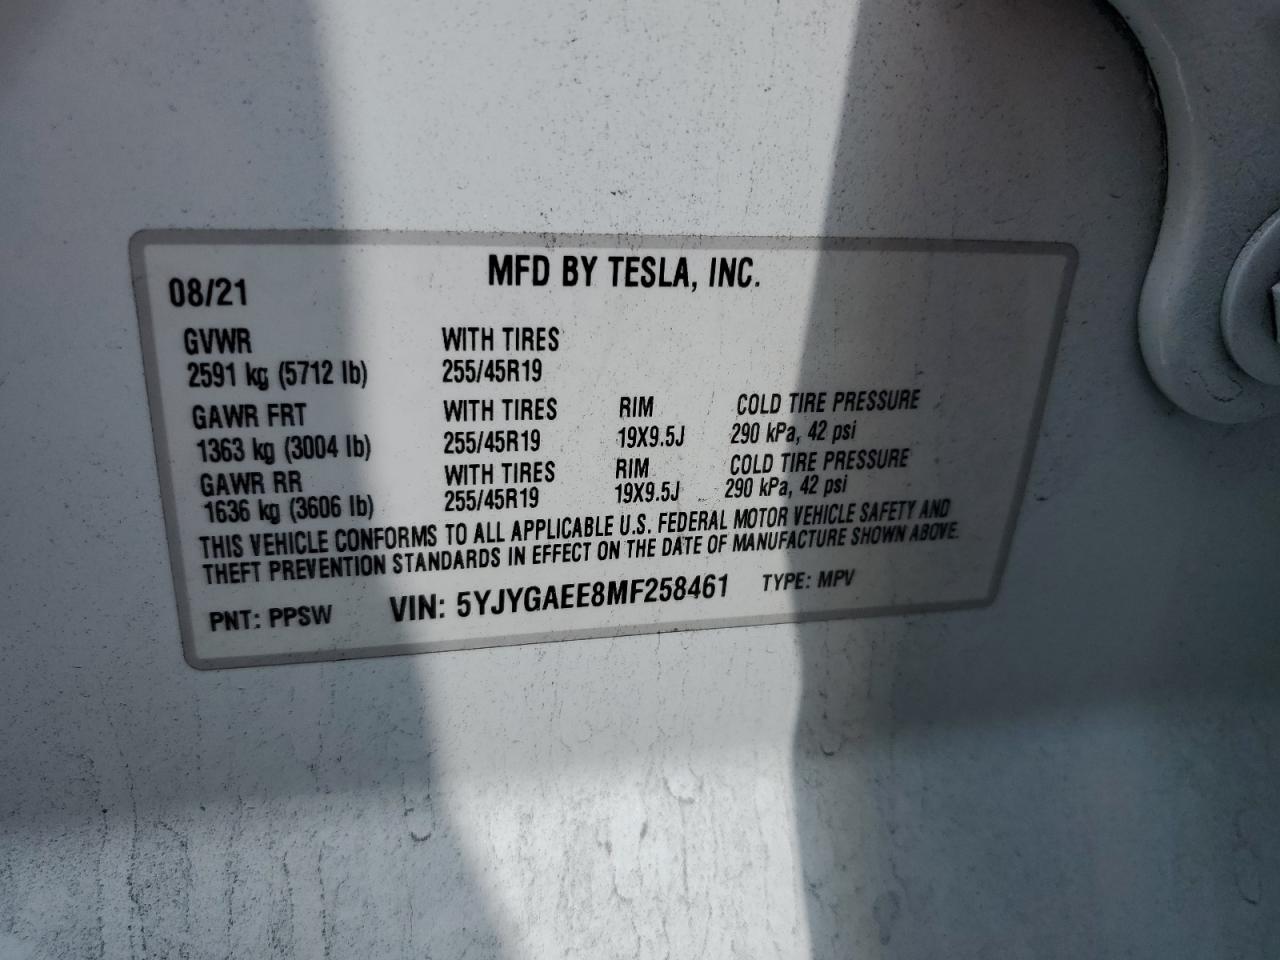 MFD BY TESLA, INC.
08/21
GVWR WITH TIRES
2591 kg (5712 lb) 255/45R19
GAWR FRT WITH TIRES RIM COLD TIRE PRESSURE
1363 kg (3004 lb) 255/45R19 19X9.5J 290 kPa, 42 psi
GAWR RR WITH TIRES RIM COLD TIRE PRESSURE
1636 kg (3606 lb) 255/45R19 19X9.5J 290 kPa, 42 psi
THIS VEHICLE CONFORMS TO ALL APPLICABLE U.S. FEDERAL MOTOR VEHICLE SAFETY AND
THEFT PREVENTION STANDARDS IN EFFECT ON THE DATE OF MANUFACTURE SHOWN ABOVE.
PNT: PPSW VIN: 5YJYGAEE8MF258461 TYPE: MPV